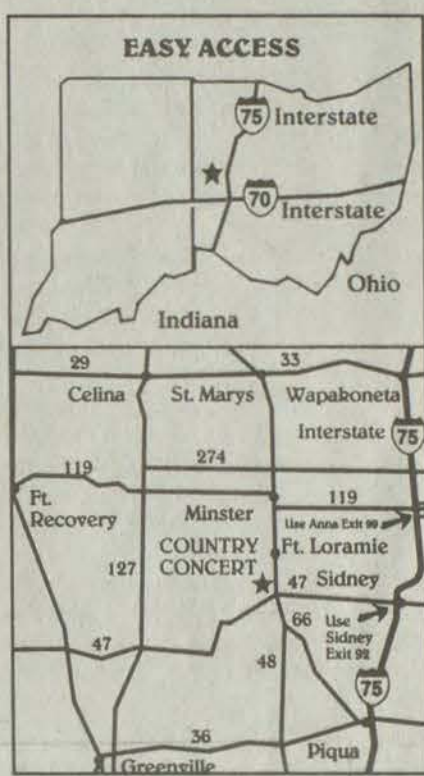 EASY ACCESS
75 Interstate
70
Interstate
Ohio
Indiana
29 33
Celina St. Marys Wapakoneta
Interstate
75
274
119
119
Ft.
Recovery
Minster
Use Anna Exit 99
COUNTRY
CONCERT
Ft. Loramie
127
47 Sidney
66
Use
Sidney
Exit 92
47
48
75
36
Piqua
Greenville